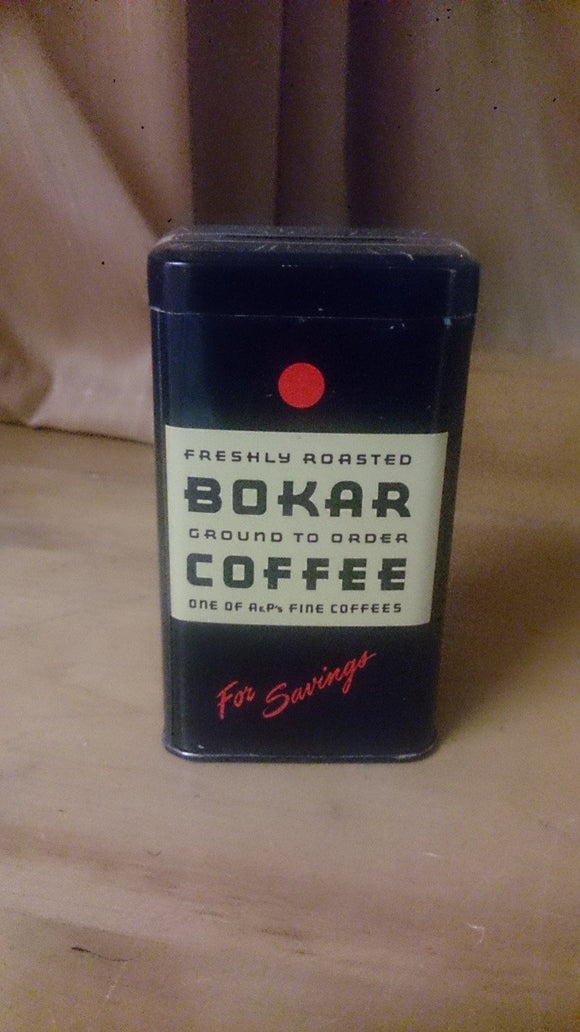 FRESHLY ROASTED
BOKAR
GROUND TO ORDER
COFFEE
ONE OF A&P's FINE COFFEES
For Savings